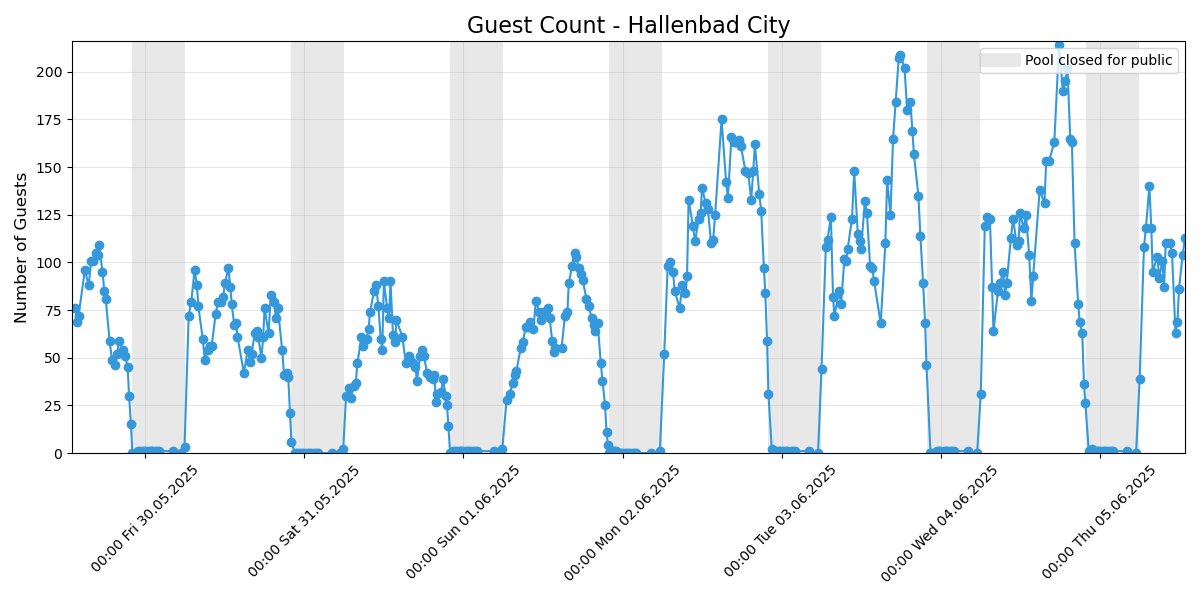 Guest Count - Hallenbad City
Pool closed for public
Number of Guests
200
175
150
125
100
75
50
25
0
00:00 Fri 30.05.2025
00:00 Sat 31.05.2025
00:00 Sun 01.06.2025
00:00 Mon 02.06.2025
00:00 Tue 03.06.2025
00:00 Wed 04.06.2025
00:00 Thu 05.06.2025